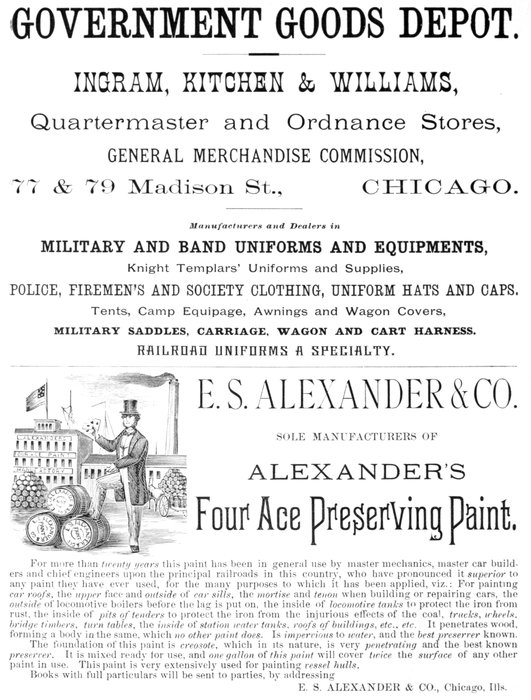 GOVERNMENT GOODS DEPOT.
INGRAM, KITCHEN & WILLIAMS,
Quartermaster and Ordnance Stores,
GENERAL MERCHANDISE COMMISSION,
77 & 79 Madison St., CHICAGO.
Manufacturers and Dealers in
MILITARY AND BAND UNIFORMS AND EQUIPMENTS,
Knight Templars' Uniforms and Supplies,
POLICE, FIREMEN'S AND SOCIETY CLOTHING, UNIFORM HATS AND CAPS.
Tents, Camp Equipage, Awnings and Wagon Covers,
MILITARY SADDLES, CARRIAGE, WAGON AND CART HARNESS.
RAILROAD UNIFORMS A SPECIALTY.
E. S. ALEXANDER & CO.
SOLE MANUFACTURERS OF
ALEXANDER'S
Four Ace Preserving Paint.
ALEXANDER'S
PAINT
FACTORY
For more than twenty years this paint has been in general use by master mechanics, master car build-
ers and chief engineers upon the principal railroads in this country, who have pronounced it superior to
any paint they have ever used, for the many purposes to which it has been applied, viz.: For painting
car roofs, the upper face and outside of car sills, the mortise and tenon when building or repairing cars, the
outside of locomotive boilers before the lag is put on, the inside of locomotive tanks to protect the iron from
rust, the inside of pits of tenders to protect the iron from the injurious effects of the coal, trucks, wheels,
bridge timbers, turn tables, the inside of station water tanks, roofs of buildings, etc., etc. It penetrates wood,
forming a body in the same, which no other paint does. Is impervious to water, and the best preserver known.
The foundation of this paint is creosote, which in its nature, is very penetrating and the best known
preserver. It is mixed ready for use, and one gallon of this paint will cover twice the surface of any other
paint in use. This paint is very extensively used for painting vessel hulls.
Books with full particulars will be sent to parties, by addressing
E. S. ALEXANDER & CO., Chicago, Ills.